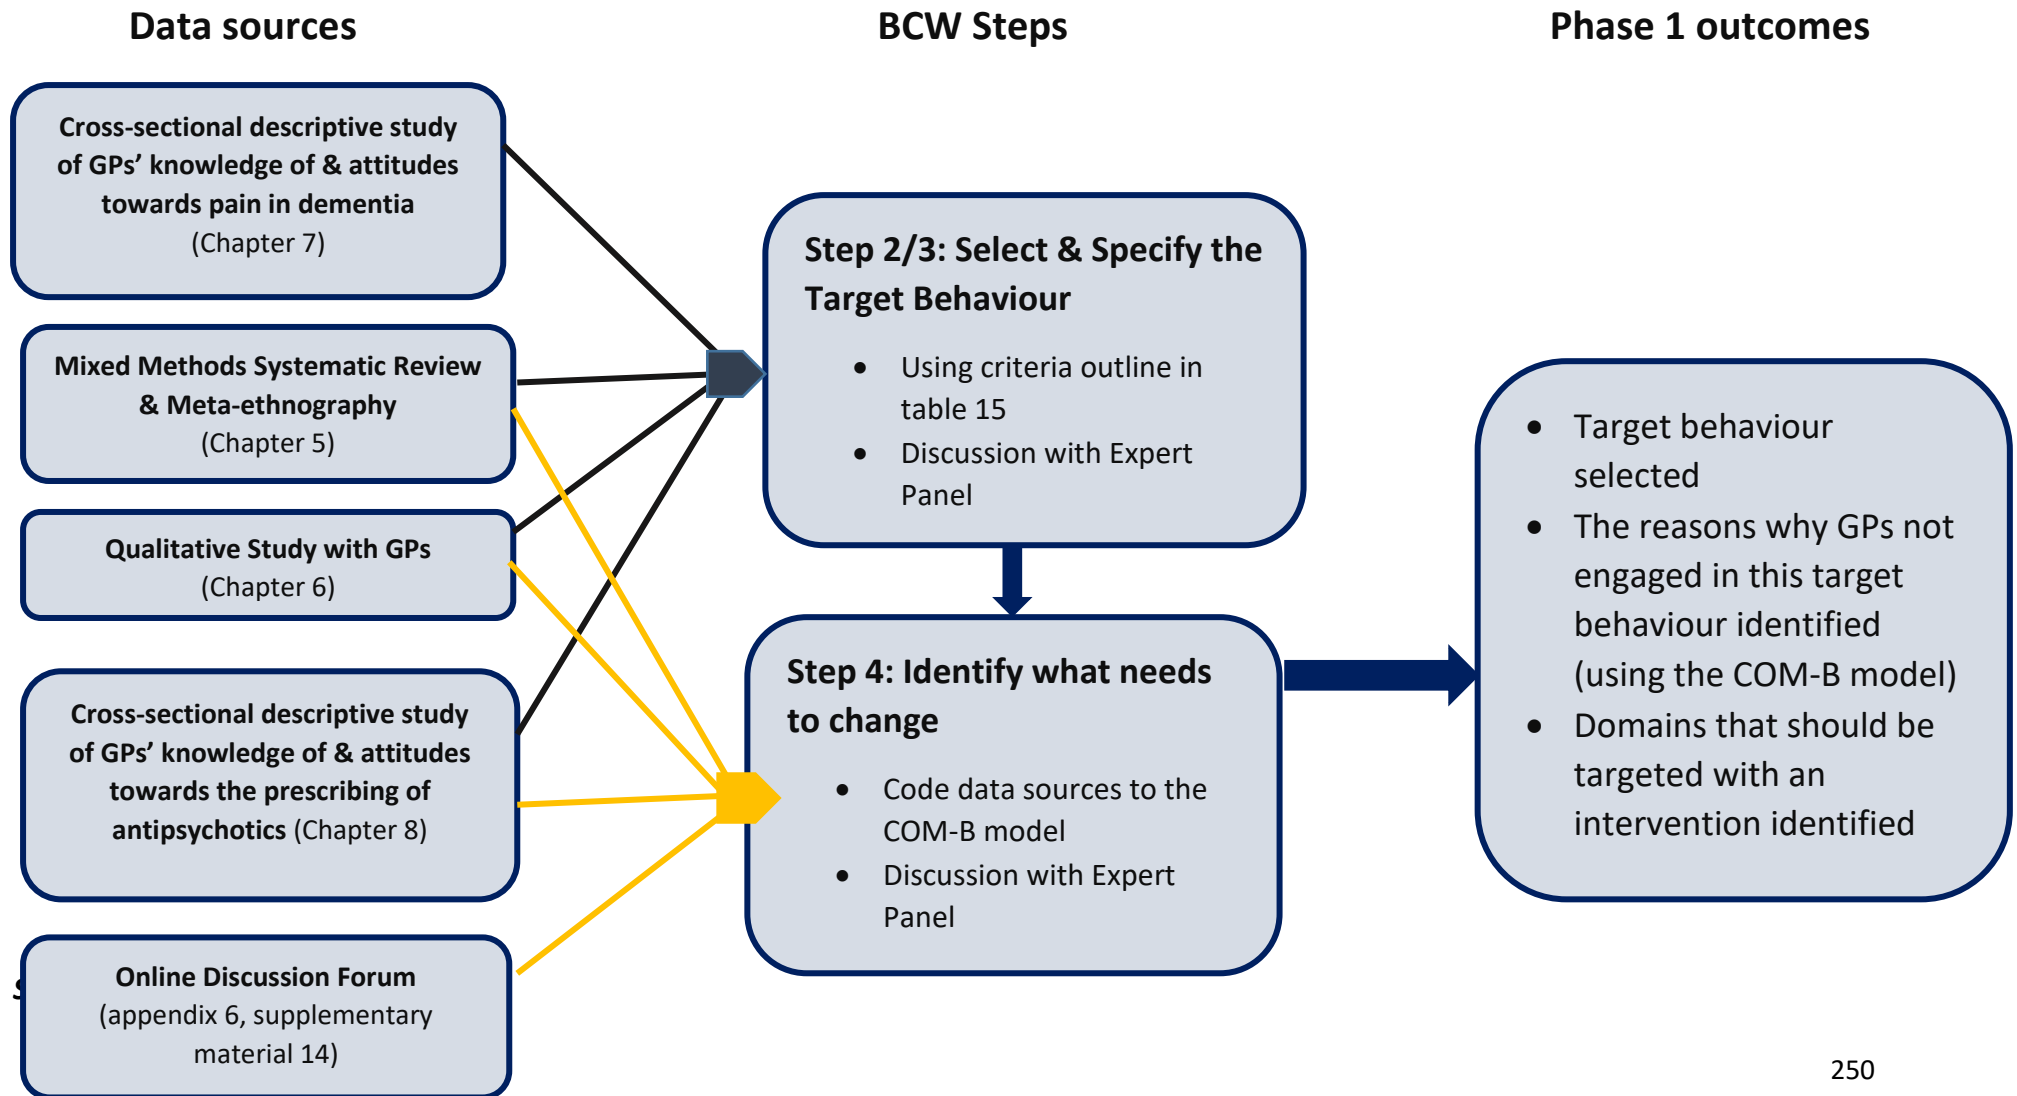 Data sources
BCW Steps
Phase 1 outcomes
Cross-sectional descriptive study
of GPs’ knowledge of & attitudes
towards pain in dementia
(Chapter 7)
Mixed Methods Systematic Review
& Meta-ethnography
(Chapter 5)
Qualitative Study with GPs
(Chapter 6)
Cross-sectional descriptive study
of GPs’ knowledge of & attitudes
towards the prescribing of
antipsychotics (Chapter 8)
Online Discussion Forum
(appendix 6, supplementary
material 14)
Step 2/3: Select & Specify the
Target Behaviour
• Using criteria outline in
table 15
• Discussion with Expert
Panel
Step 4: Identify what needs
to change
• Code data sources to the
COM-B model
• Discussion with Expert
Panel
• Target behaviour
selected
• The reasons why GPs not
engaged in this target
behaviour identified
(using the COM-B model)
• Domains that should be
targeted with an
intervention identified
250